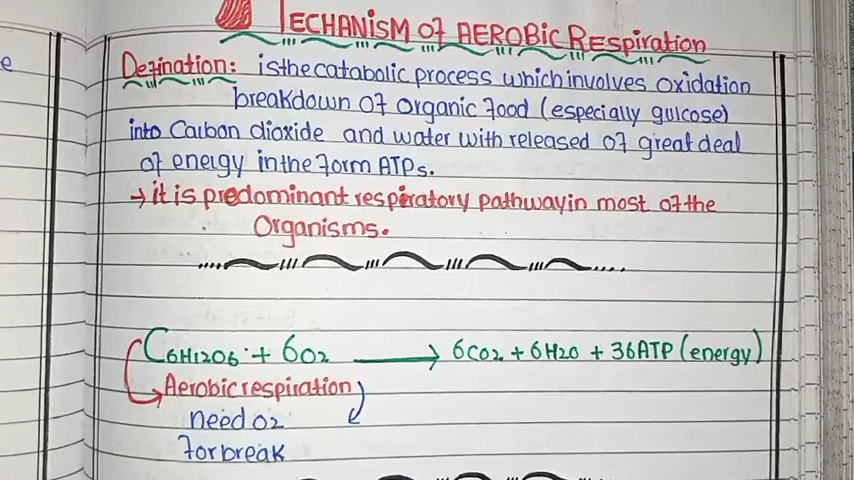 MECHANISM OF AEROBIC RESPIRATION
Defination: is the catabolic process which involves oxidation
breakdown of organic food (especially gulcose)
into Carbon dioxide and water with released of great deal
of energy in the form ATPs.
→ it is predominant respiratory pathway in most of the
Organisms.
C6H12O6 + 6O2 → 6CO2 + 6H2O + 36ATP (energy)
Aerobic respiration
need O2
for break